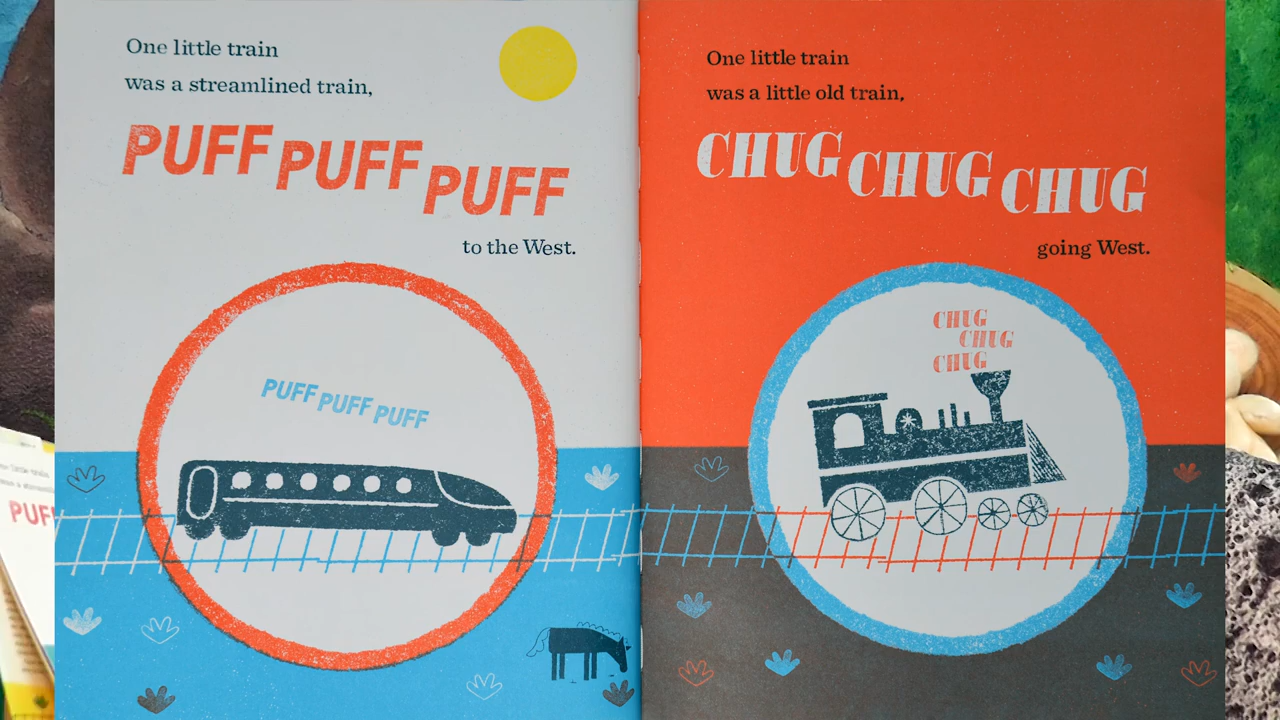 One little train
was a streamlined train,
PUFF PUFF PUFF
to the West.
PUFF PUFF PUFF
One little train
was a little old train,
CHUG CHUG CHUG
going West.
CHUG
CHUG
CHUG
PUF